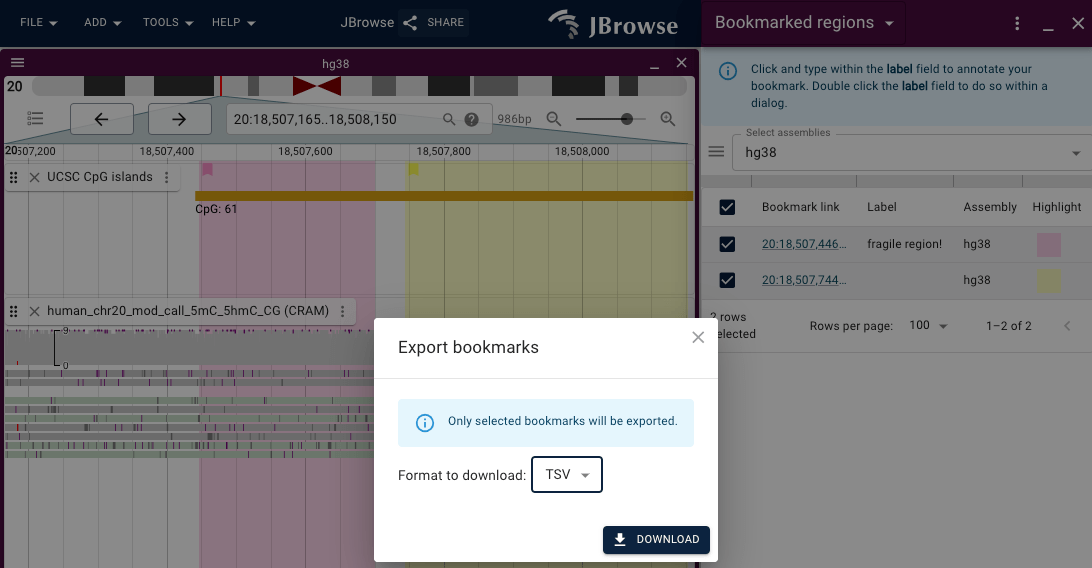 FILE ADD TOOLS HELP JBrowse SHARE JBrowse
hg38
20
20:18,507,165..18,508,150 986bp
20 507,200 18,507,400 18,507,600 18,507,800 18,508,000
UCSC CpG islands
CpG: 61
human_chr20_mod_call_5mC_5hmC_CG (CRAM)
9
0
Bookmarked regions
Click and type within the label field to annotate your
bookmark. Double click the label field to do so within a
dialog.
Select assemblies
hg38
Bookmark link Label Assembly Highlight
20:18,507,446... fragile region! hg38
20:18,507,744... hg38
rows
elected
Rows per page: 100 1–2 of 2
Export bookmarks
Only selected bookmarks will be exported.
Format to download: TSV
DOWNLOAD